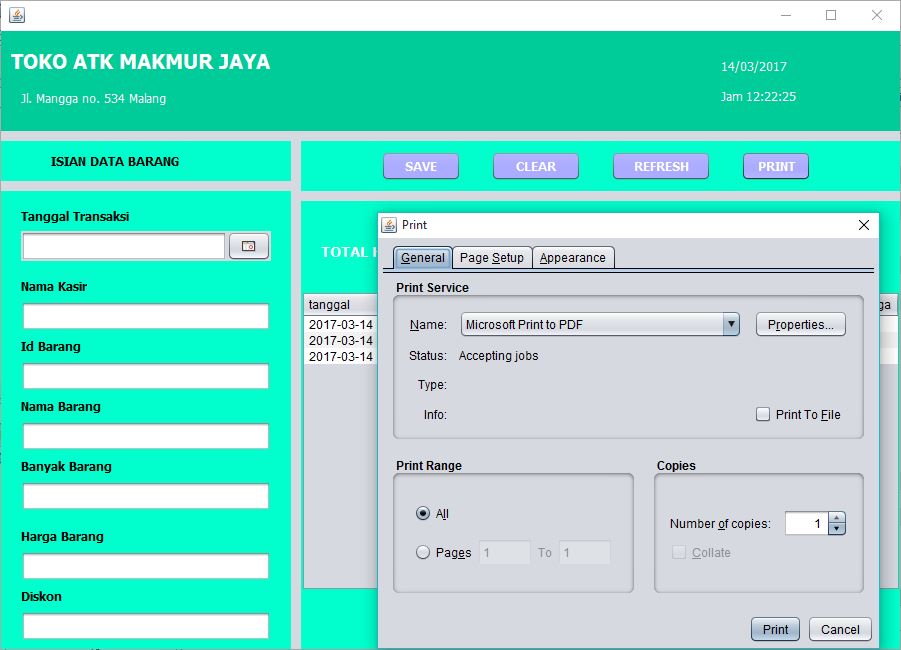 TOKO ATK MAKMUR JAYA
14/03/2017
Jl. Mangga no. 534 Malang
Jam 12:22:25
ISIAN DATA BARANG
SAVE
CLEAR
REFRESH
PRINT
Tanggal Transaksi
Nama Kasir
Id Barang
Nama Barang
Banyak Barang
Harga Barang
Diskon
TOTAL
tanggal
2017-03-14
2017-03-14
2017-03-14
Print
General
Page Setup
Appearance
Print Service
Name:
Microsoft Print to PDF
Properties...
Status:
Accepting jobs
Type:
Info:
Print To File
Print Range
All
Pages
1
To
1
Copies
Number of copies:
1
Collate
Print
Cancel